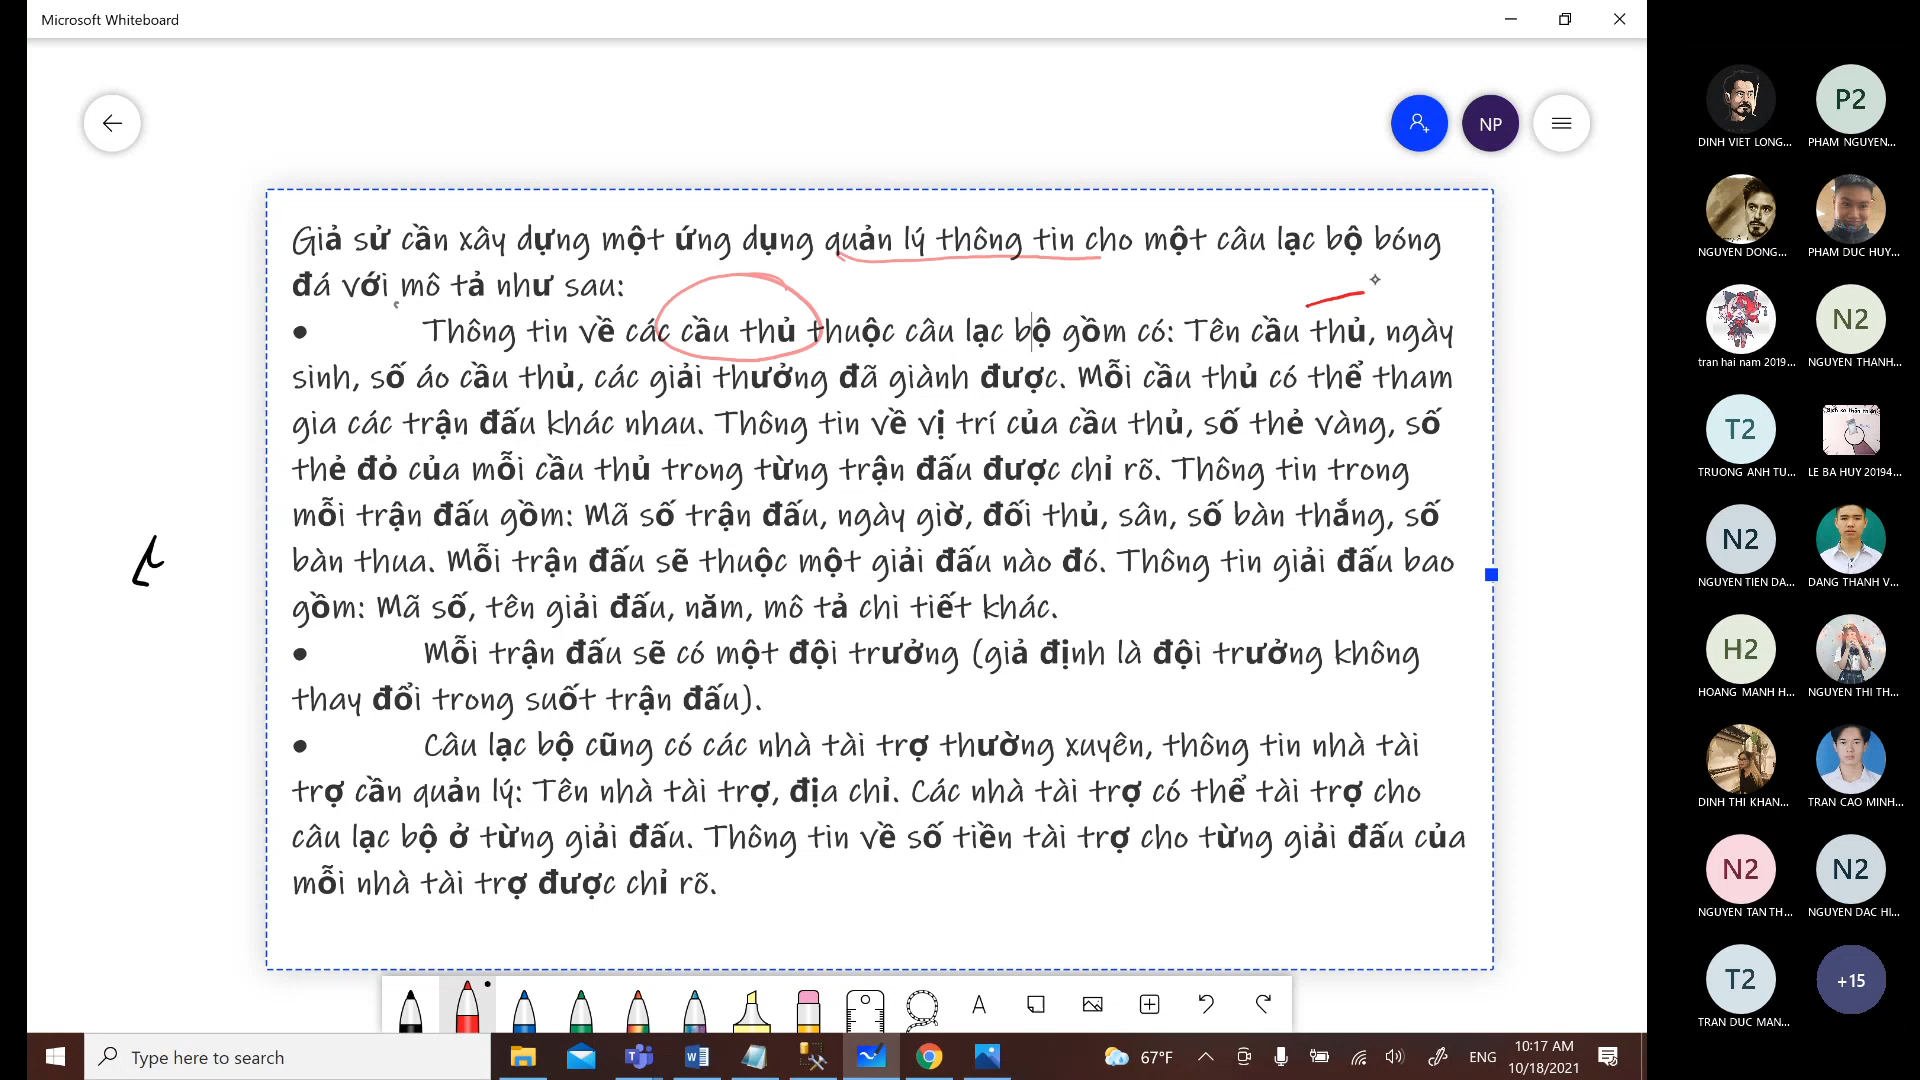 Microsoft Whiteboard
NP
Giả sử cần xây dựng một ứng dụng quản lý thông tin cho một câu lạc bộ bóng
đá với mô tả như sau:
● Thông tin về các cầu thủ thuộc câu lạc bộ gồm có: Tên cầu thủ, ngày
sinh, số áo cầu thủ, các giải thưởng đã giành được. Mỗi cầu thủ có thể tham
gia các trận đấu khác nhau. Thông tin về vị trí của cầu thủ, số thẻ vàng, số
thẻ đỏ của mỗi cầu thủ trong từng trận đấu được chỉ rõ. Thông tin trong
mỗi trận đấu gồm: Mã số trận đấu, ngày giờ, đối thủ, sân, số bàn thắng, số
bàn thua. Mỗi trận đấu sẽ thuộc một giải đấu nào đó. Thông tin giải đấu bao
gồm: Mã số, tên giải đấu, năm, mô tả chi tiết khác.
● Mỗi trận đấu sẽ có một đội trưởng (giả định là đội trưởng không
thay đổi trong suốt trận đấu).
● Câu lạc bộ cũng có các nhà tài trợ thường xuyên, thông tin nhà tài
trợ cần quản lý: Tên nhà tài trợ, địa chỉ. Các nhà tài trợ có thể tài trợ cho
câu lạc bộ ở từng giải đấu. Thông tin về số tiền tài trợ cho từng giải đấu của
mỗi nhà tài trợ được chỉ rõ.
Type here to search
67°F
ENG
10:17 AM
10/18/2021
P2
DINH VIET LONG...
PHAM NGUYEN...
NGUYEN DONG...
PHAM DUC HUY...
N2
tran hai nam 2019...
NGUYEN THANH...
T2
TRUONG ANH TU...
LE BA HUY 20194...
N2
NGUYEN TIEN DA...
DANG THANH V...
H2
HOANG MANH H...
NGUYEN THI TH...
DINH THI KHAN...
TRAN CAO MINH...
N2
N2
NGUYEN TAN TH...
NGUYEN DAC HI...
T2
+15
TRAN DUC MAN...